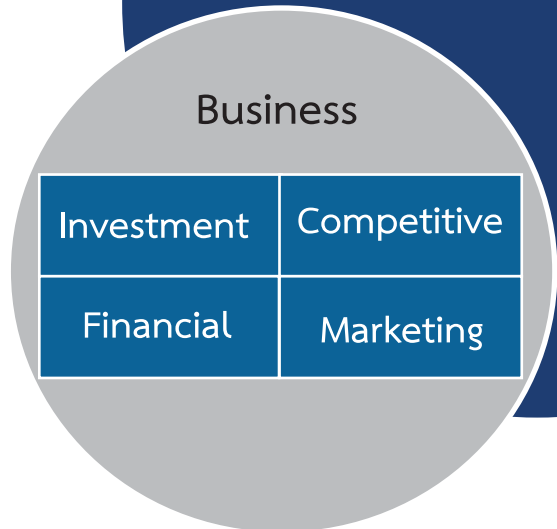 Business
Investment
Competitive
Financial
Marketing